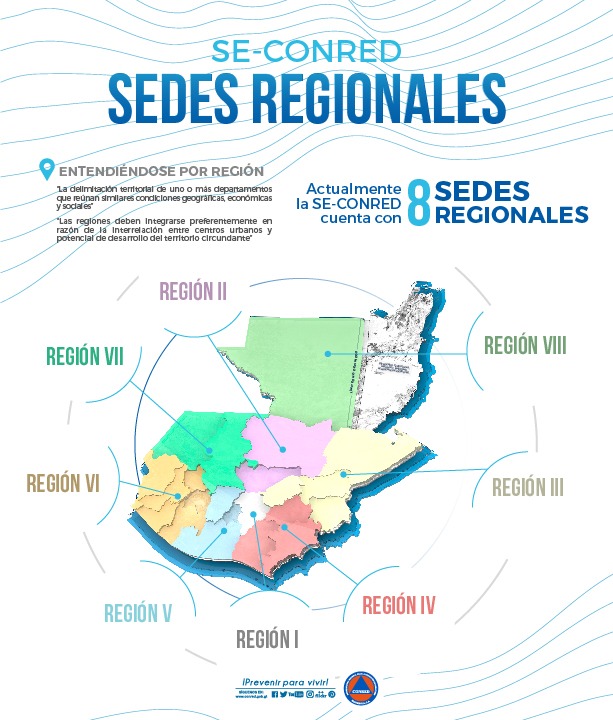 SE-CONRED
SEDES REGIONALES
ENTENDIÉNDOSE POR REGIÓN
"La delimitación territorial de uno o más departamentos
que reúnan similares condiciones geográficas, económicas
y sociales"
"Las regiones deben integrarse preferentemente en
razón de la interrelación entre centros urbanos y
potencial de desarrollo del territorio circundante"
Actualmente
la SE-CONRED
cuenta con
8 SEDES
REGIONALES
REGIÓN II
REGIÓN VII
REGIÓN VIII
REGIÓN VI
REGIÓN III
REGIÓN V
REGIÓN IV
REGIÓN I
¡Prevenir para vivir!
www.conred.gob.gt
CONRED